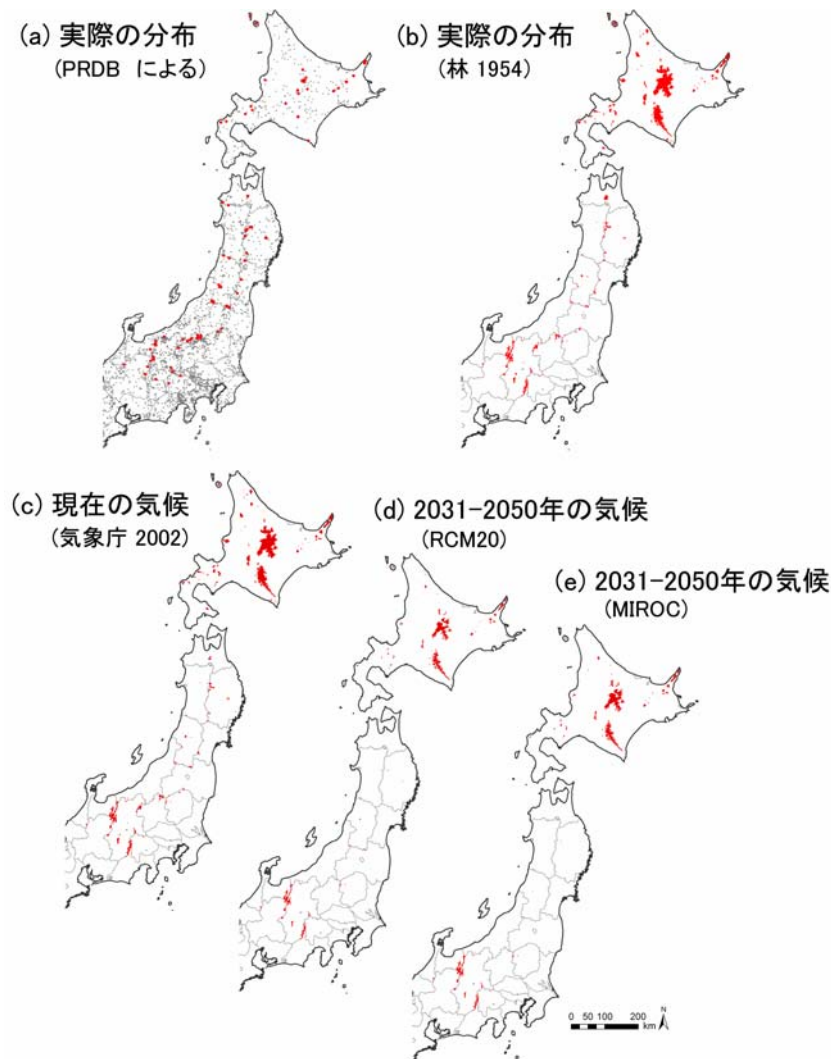 (a) 実際の分布
(PRDB による)
(b) 実際の分布
(林 1954)
(c) 現在の気候
(気象庁 2002)
(d) 2031-2050年の気候
(RCM20)
(e) 2031-2050年の気候
(MIROC)
0 50 100 200
km
N